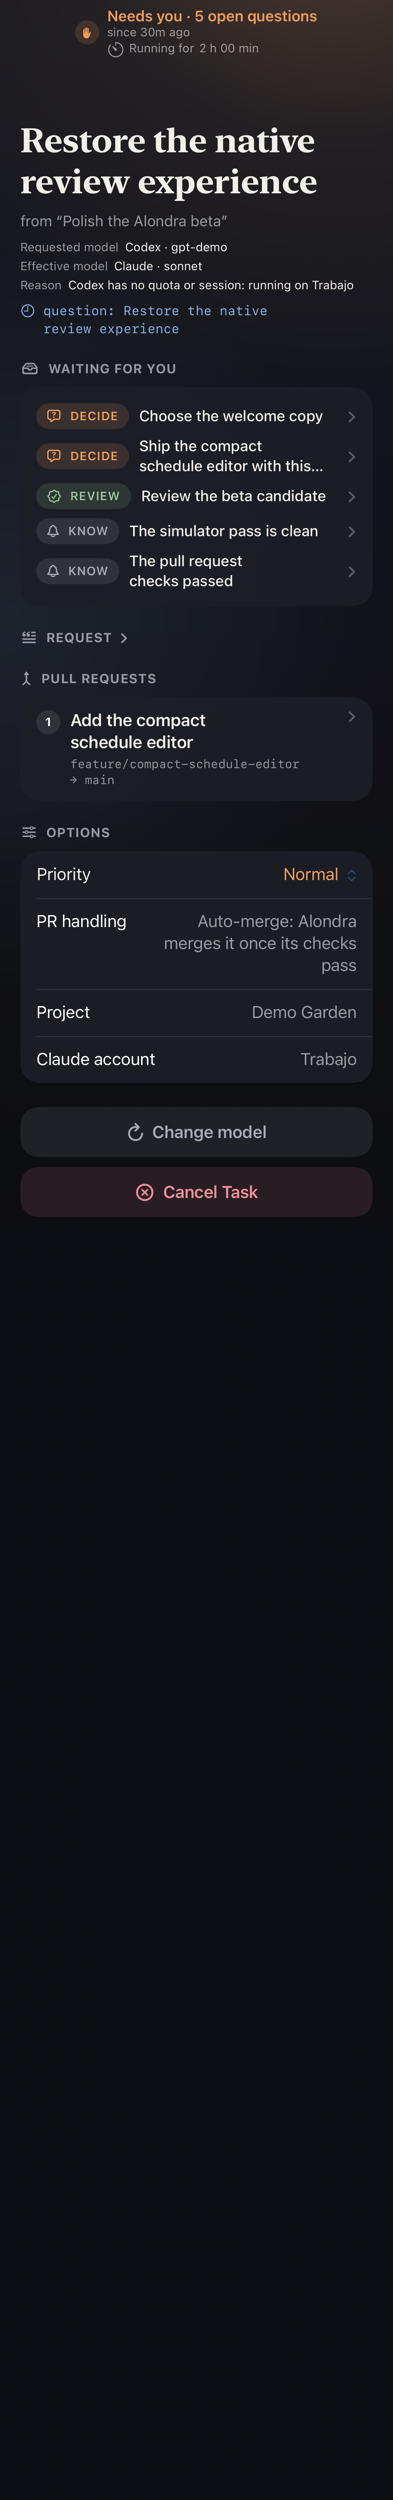 Needs you · 5 open questions
since 30m ago
Running for 2 h 00 min
Restore the native
review experience
from “Polish the Alondra beta”
Requested model Codex · gpt-demo
Effective model Claude · sonnet
Reason Codex has no quota or session: running on Trabajo
question: Restore the native
review experience
WAITING FOR YOU
DECIDE Choose the welcome copy
DECIDE Ship the compact
schedule editor with this…
REVIEW Review the beta candidate
KNOW The simulator pass is clean
KNOW The pull request
checks passed
REQUEST
PULL REQUESTS
1 Add the compact
schedule editor
feature/compact-schedule-editor
→ main
OPTIONS
Priority Normal
PR handling Auto-merge: Alondra
merges it once its checks
pass
Project Demo Garden
Claude account Trabajo
Change model
Cancel Task